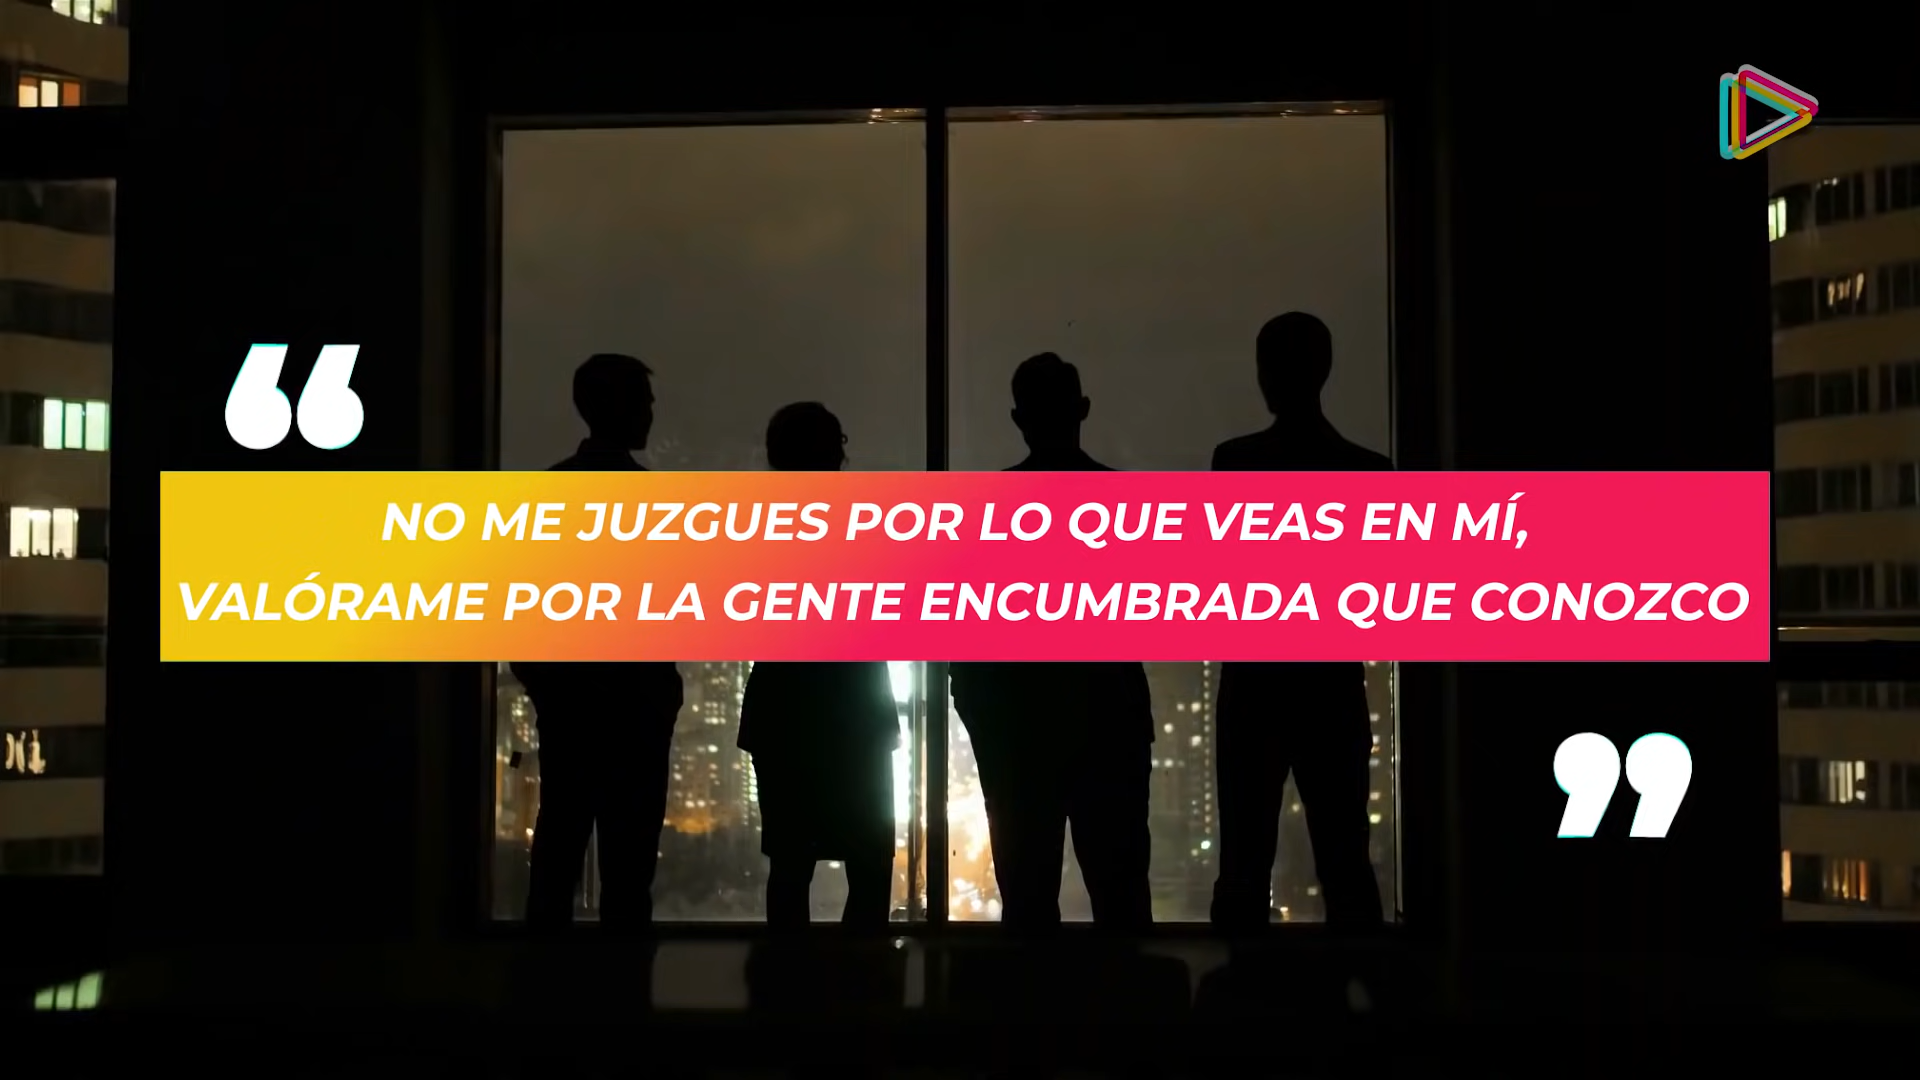 NO ME JUZGUES POR LO QUE VEAS EN MÍ,
VALÓRAME POR LA GENTE ENCUMBRADA QUE CONOZCO